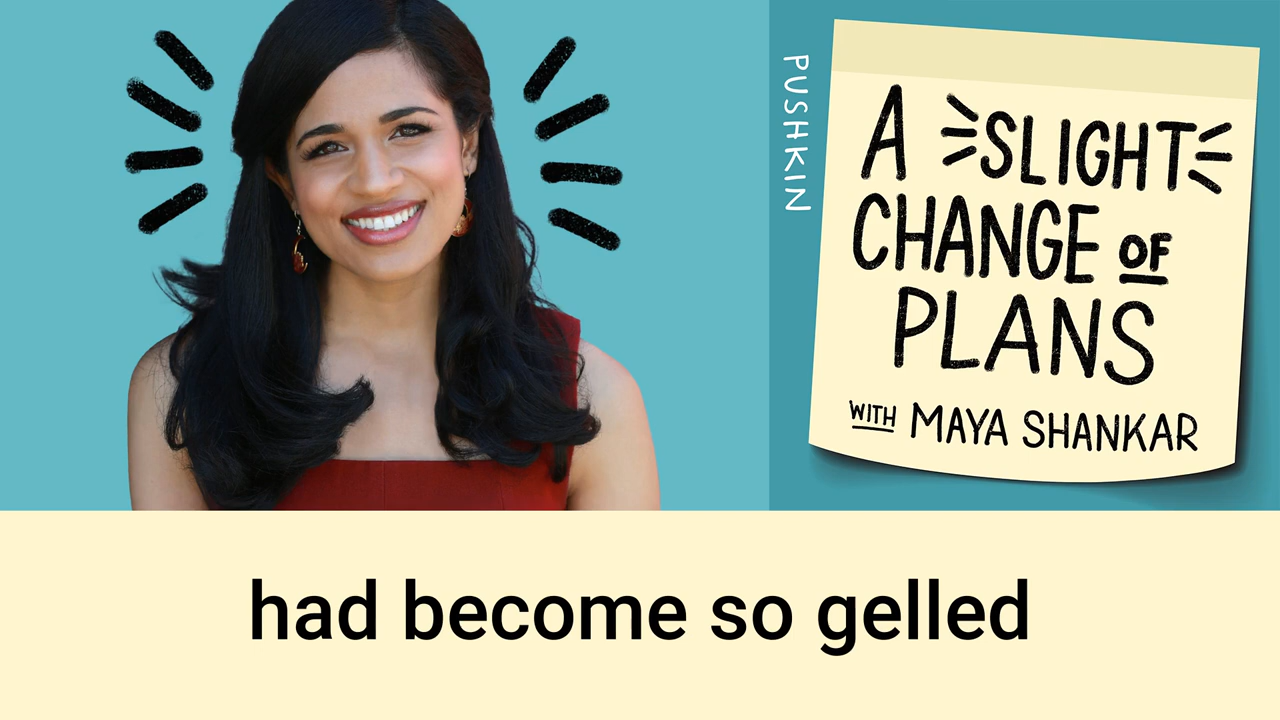 PUSHKIN
A SLIGHT
CHANGE OF
PLANS
WITH MAYA SHANKAR
had become so gelled